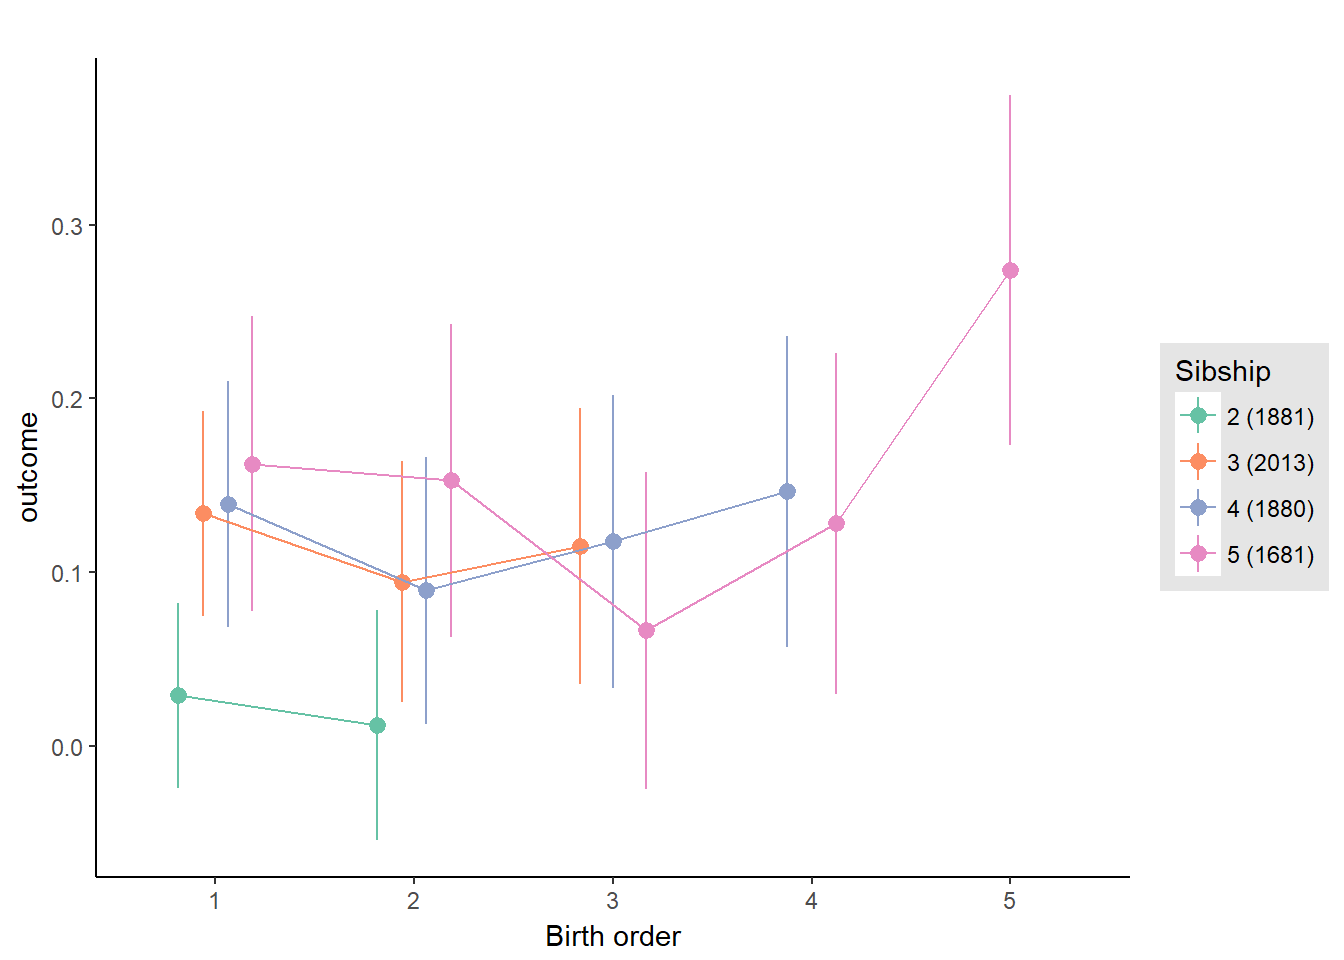 0.3
0.2
0.1
0.0
outcome
1 2 3 4 5
Birth order
Sibship
2 (1881)
3 (2013)
4 (1880)
5 (1681)